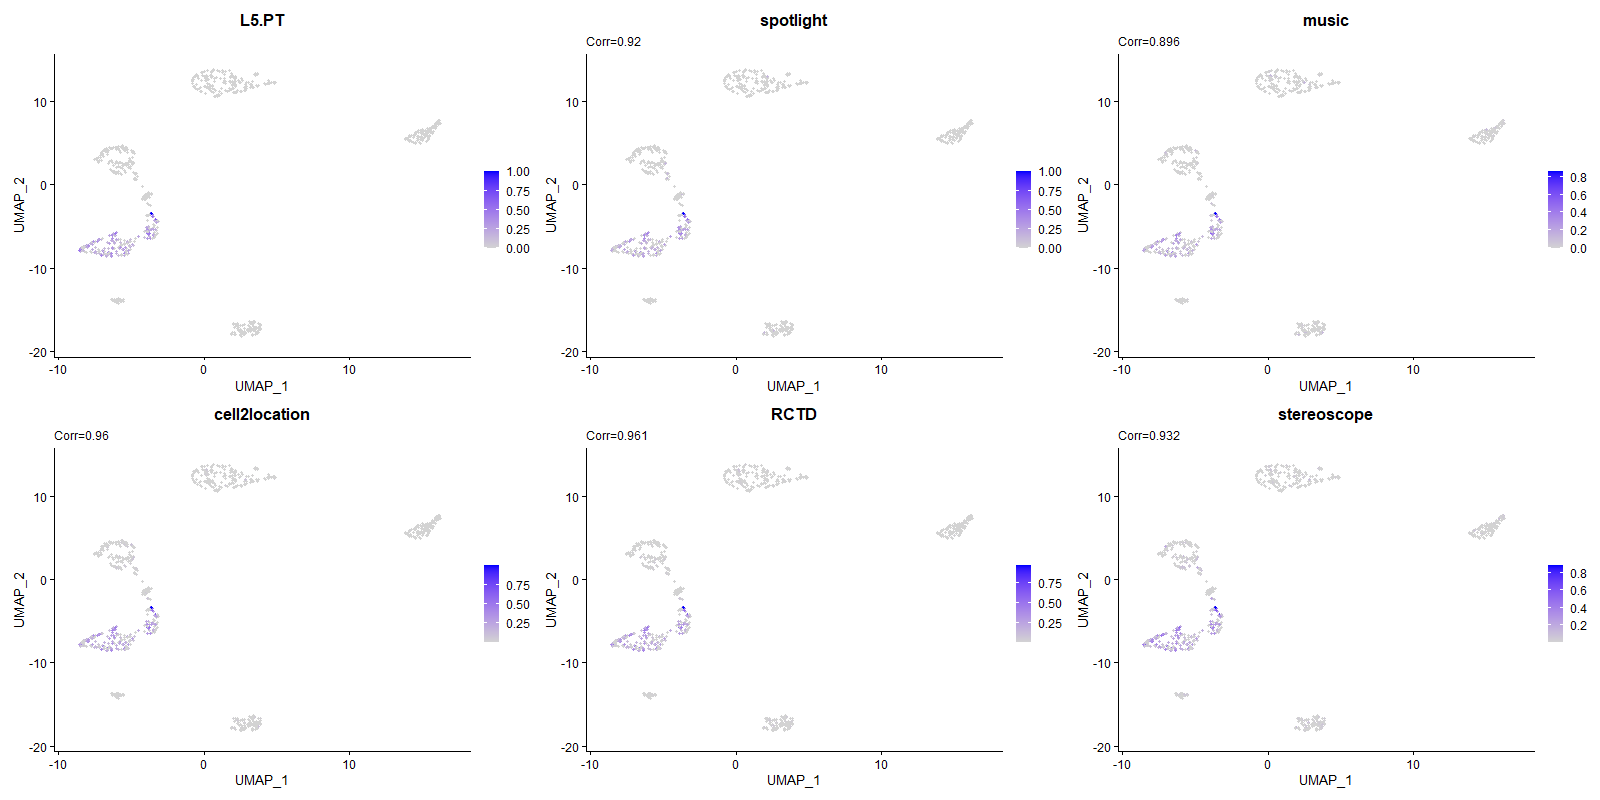 L5.PT
10
0
-10
-20
-10
0
10
UMAP_1
UMAP_2
1.00
0.75
0.50
0.25
0.00
spotlight
Corr=0.92
10
0
-10
-20
-10
0
10
UMAP_1
UMAP_2
1.00
0.75
0.50
0.25
0.00
music
Corr=0.896
10
0
-10
-20
-10
0
10
UMAP_1
UMAP_2
0.8
0.6
0.4
0.2
0.0
cell2location
Corr=0.96
10
0
-10
-20
-10
0
10
UMAP_1
UMAP_2
0.75
0.50
0.25
RCTD
Corr=0.961
10
0
-10
-20
-10
0
10
UMAP_1
UMAP_2
0.75
0.50
0.25
stereoscope
Corr=0.932
10
0
-10
-20
-10
0
10
UMAP_1
UMAP_2
0.8
0.6
0.4
0.2